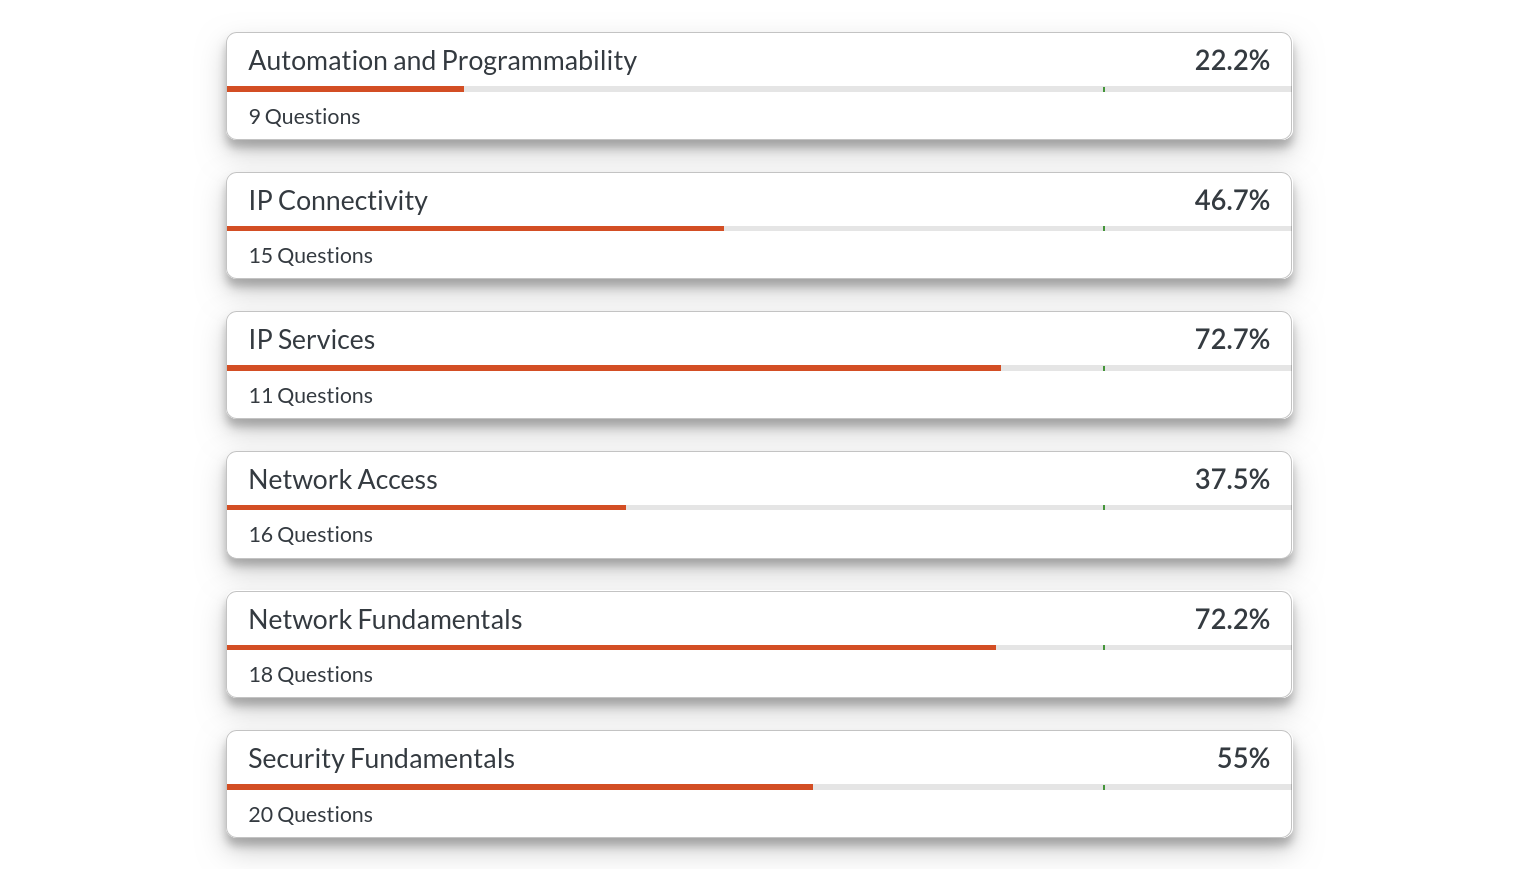 Automation and Programmability 22.2%
9 Questions
IP Connectivity 46.7%
15 Questions
IP Services 72.7%
11 Questions
Network Access 37.5%
16 Questions
Network Fundamentals 72.2%
18 Questions
Security Fundamentals 55%
20 Questions